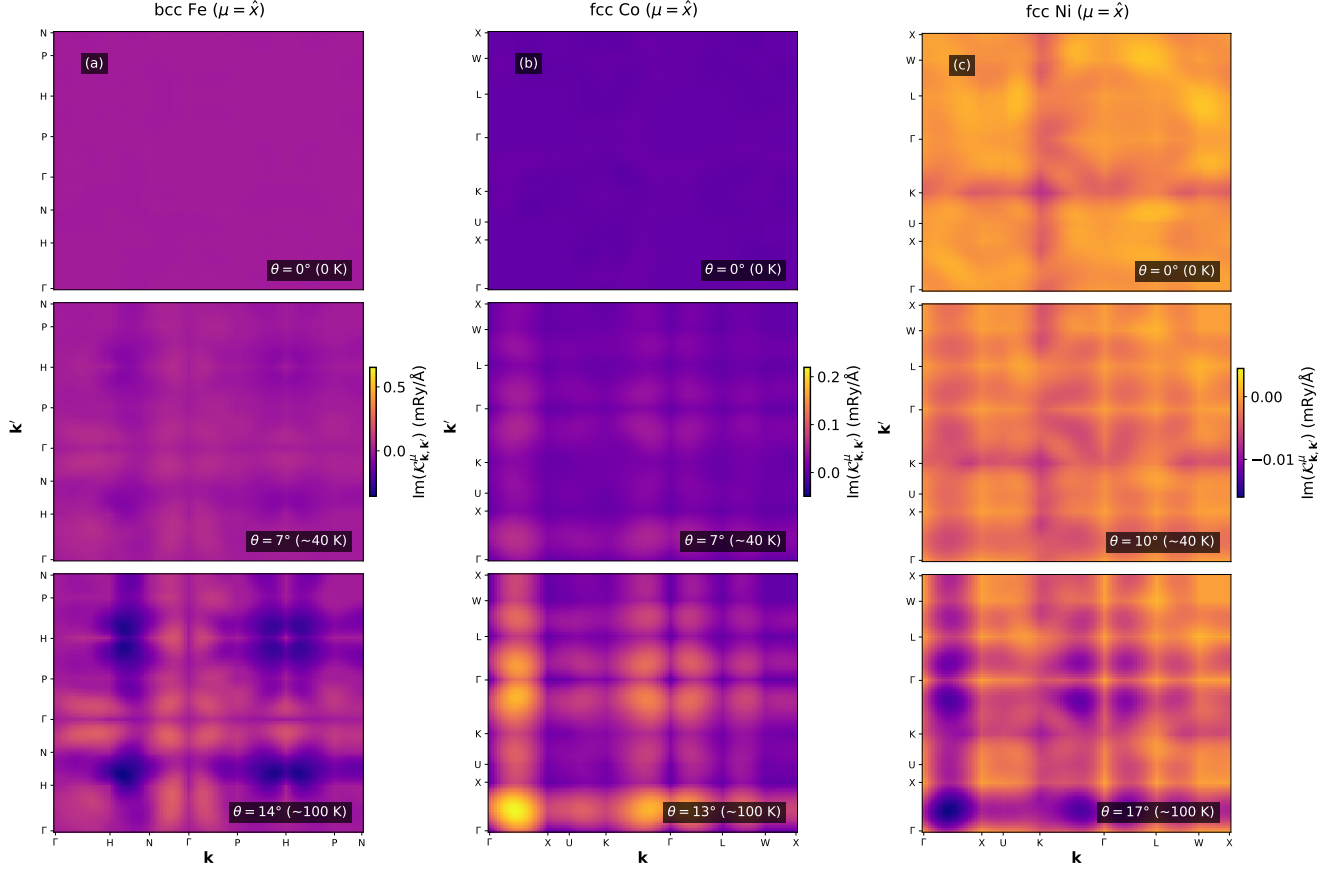 bcc Fe (μ = x̂)
fcc Co (μ = x̂)
fcc Ni (μ = x̂)
N
P
H
P
Γ
N
H
Γ
(a)
θ = 0° (0 K)
X
W
L
Γ
K
U
X
Γ
(b)
θ = 0° (0 K)
X
W
L
Γ
K
U
X
Γ
(c)
θ = 0° (0 K)
k′
N
P
H
P
Γ
N
H
Γ
θ = 7° (~40 K)
0.5
0.0
Im(𝒦^μ_k,k′) (mRy/Å)
k′
X
W
L
Γ
K
U
X
Γ
θ = 7° (~40 K)
0.2
0.1
0.0
Im(𝒦^μ_k,k′) (mRy/Å)
k′
X
W
L
Γ
K
U
X
Γ
θ = 10° (~40 K)
0.00
−0.01
Im(𝒦^μ_k,k′) (mRy/Å)
N
P
H
P
Γ
N
H
Γ
θ = 14° (~100 K)
Γ H N Γ P H P N
k
X
W
L
Γ
K
U
X
Γ
θ = 13° (~100 K)
Γ X U K Γ L W X
k
X
W
L
Γ
K
U
X
Γ
θ = 17° (~100 K)
Γ X U K Γ L W X
k